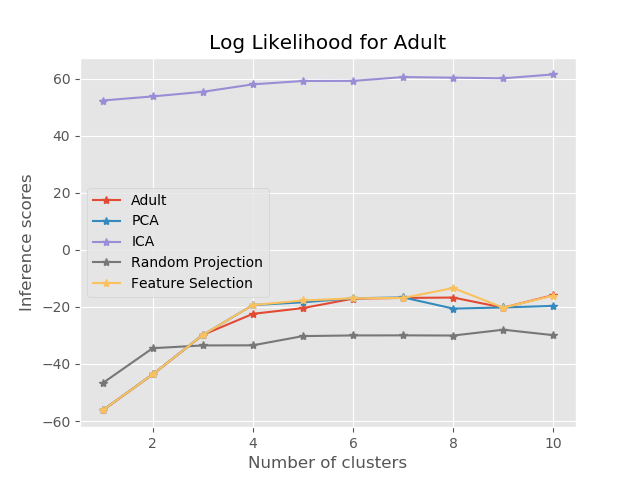 Log Likelihood for Adult
Inference scores
60
40
20
0
−20
−40
−60
Adult
PCA
ICA
Random Projection
Feature Selection
2 4 6 8 10
Number of clusters